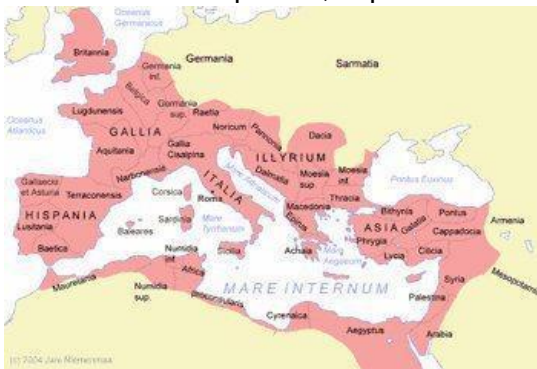 Oceanus
Germanicus
Britannia
Germania
Sarmatia
Germania
inf.
Belgica
Oceanus
Atlanticus
Lugdunensis
Germania
sup.
Raetia
GALLIA
Noricum
Pannonia
Dacia
Aquitania
Gallia
Cisalpina
ILLYRIUM
Narbonensis
Dalmatia
Moesia
sup
Moesia
inf.
Pontus Euxinus
Gallaecia
et Asturia
Terraconensis
Corsica
ITALIA
Roma
Mare Adriaticum
Macedonia
Thracia
HISPANIA
Lusitania
Sardinia
Mare
Tyrrhenum
Epirus
Bithynis
Pontus
Galatia
Armenia
ASIA
Cappadocia
Baleares
Phrygia
Baetica
Numidia
inf.
Sicilia
Achaia
Mare
Aegaeum
Lycia
Cilicia
Mauretania
Africa
Syria
Mesopotamia
Numidia
sup.
proconsularis
MARE INTERNUM
Palestina
Cyrenaica
Aegyptus
Arabia
(c) 2004 Jani Niemenmaa